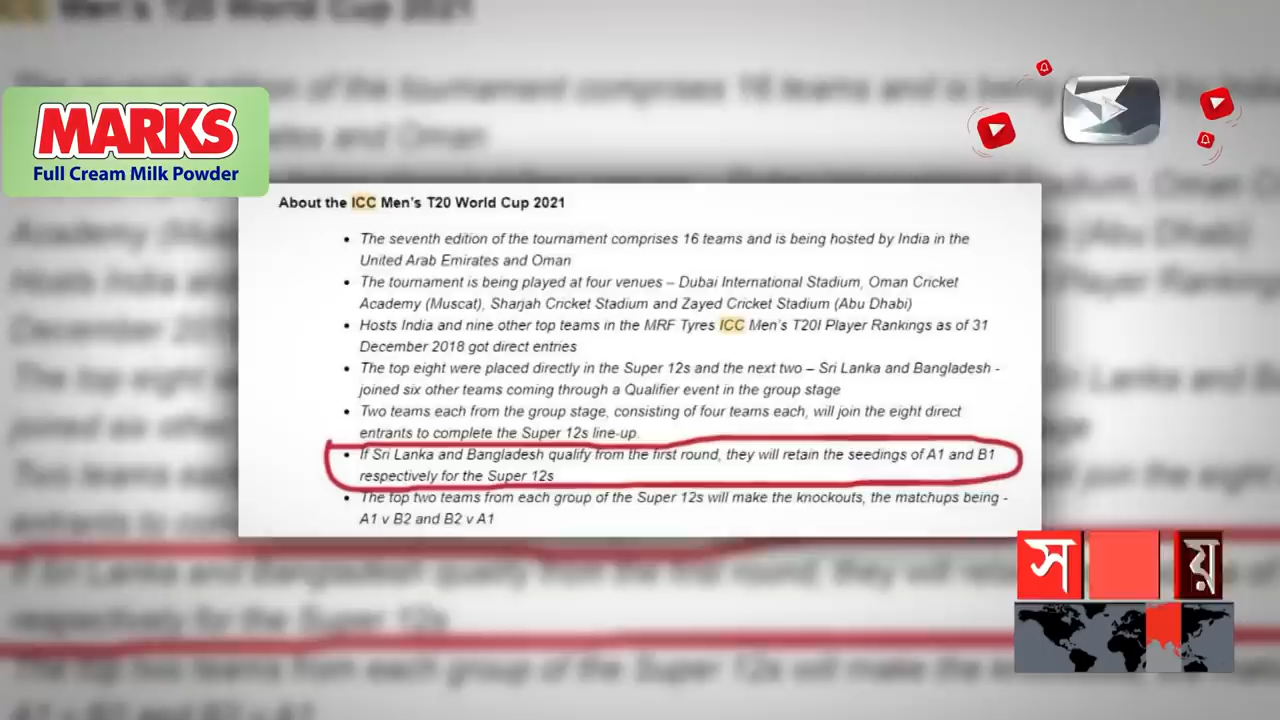 ICC Men's T20 World Cup 2021
MARKS
Full Cream Milk Powder
About the ICC Men's T20 World Cup 2021
• The seventh edition of the tournament comprises 16 teams and is being hosted by India in the
United Arab Emirates and Oman
• The tournament is being played at four venues – Dubai International Stadium, Oman Cricket
Academy (Muscat), Sharjah Cricket Stadium and Zayed Cricket Stadium (Abu Dhabi)
• Hosts India and nine other top teams in the MRF Tyres ICC Men's T20I Player Rankings as of 31
December 2018 got direct entries
• The top eight were placed directly in the Super 12s and the next two – Sri Lanka and Bangladesh -
joined six other teams coming through a Qualifier event in the group stage
• Two teams each from the group stage, consisting of four teams each, will join the eight direct
entrants to complete the Super 12s line-up.
• If Sri Lanka and Bangladesh qualify from the first round, they will retain the seedings of A1 and B1
respectively for the Super 12s
• The top two teams from each group of the Super 12s will make the knockouts, the matchups being -
A1 v B2 and B2 v A1
স য়